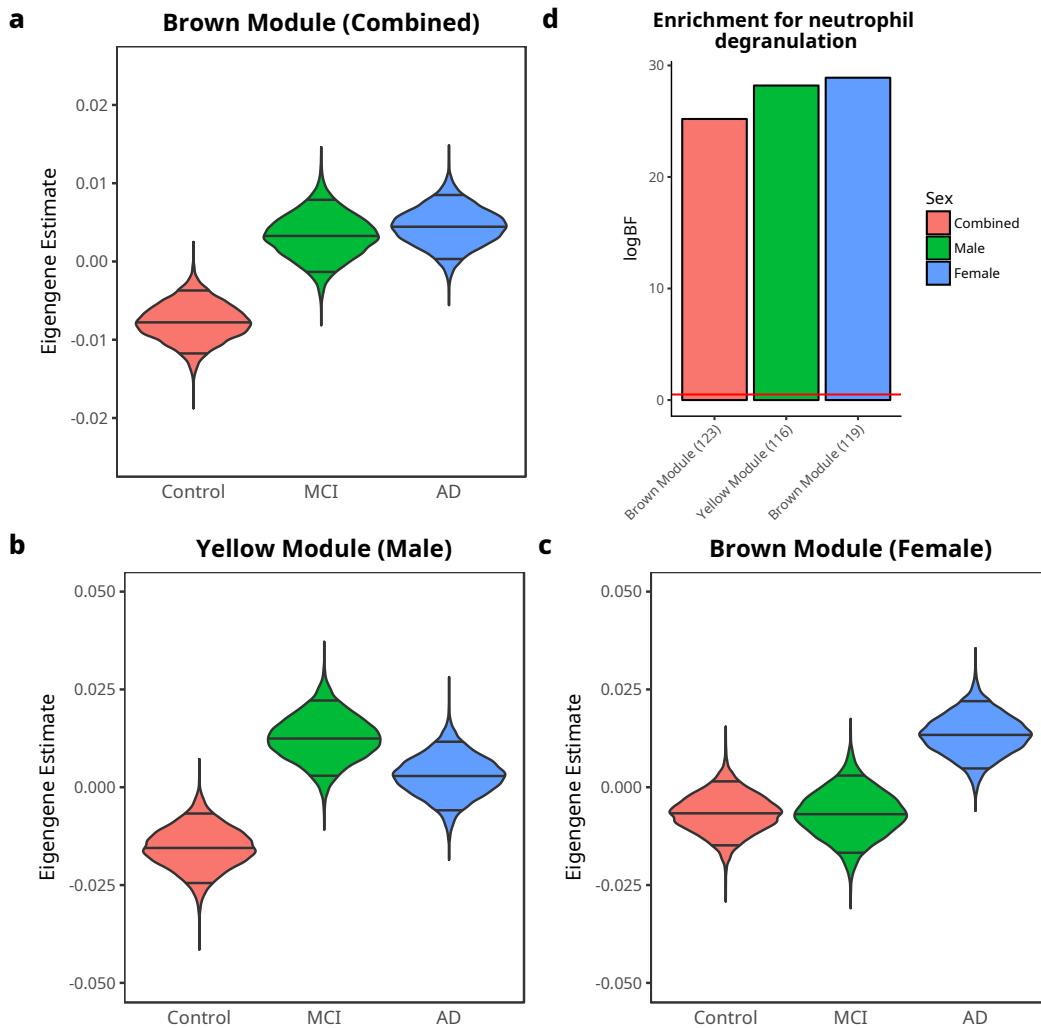 a
Brown Module (Combined)
Eigengene Estimate
0.02
0.01
0.00
-0.01
-0.02
Control
MCI
AD
d
Enrichment for neutrophil
degranulation
logBF
30
20
10
0
Brown Module (123)
Yellow Module (116)
Brown Module (119)
Sex
Combined
Male
Female
b
Yellow Module (Male)
Eigengene Estimate
0.050
0.025
0.000
-0.025
-0.050
Control
MCI
AD
c
Brown Module (Female)
Eigengene Estimate
0.050
0.025
0.000
-0.025
-0.050
Control
MCI
AD